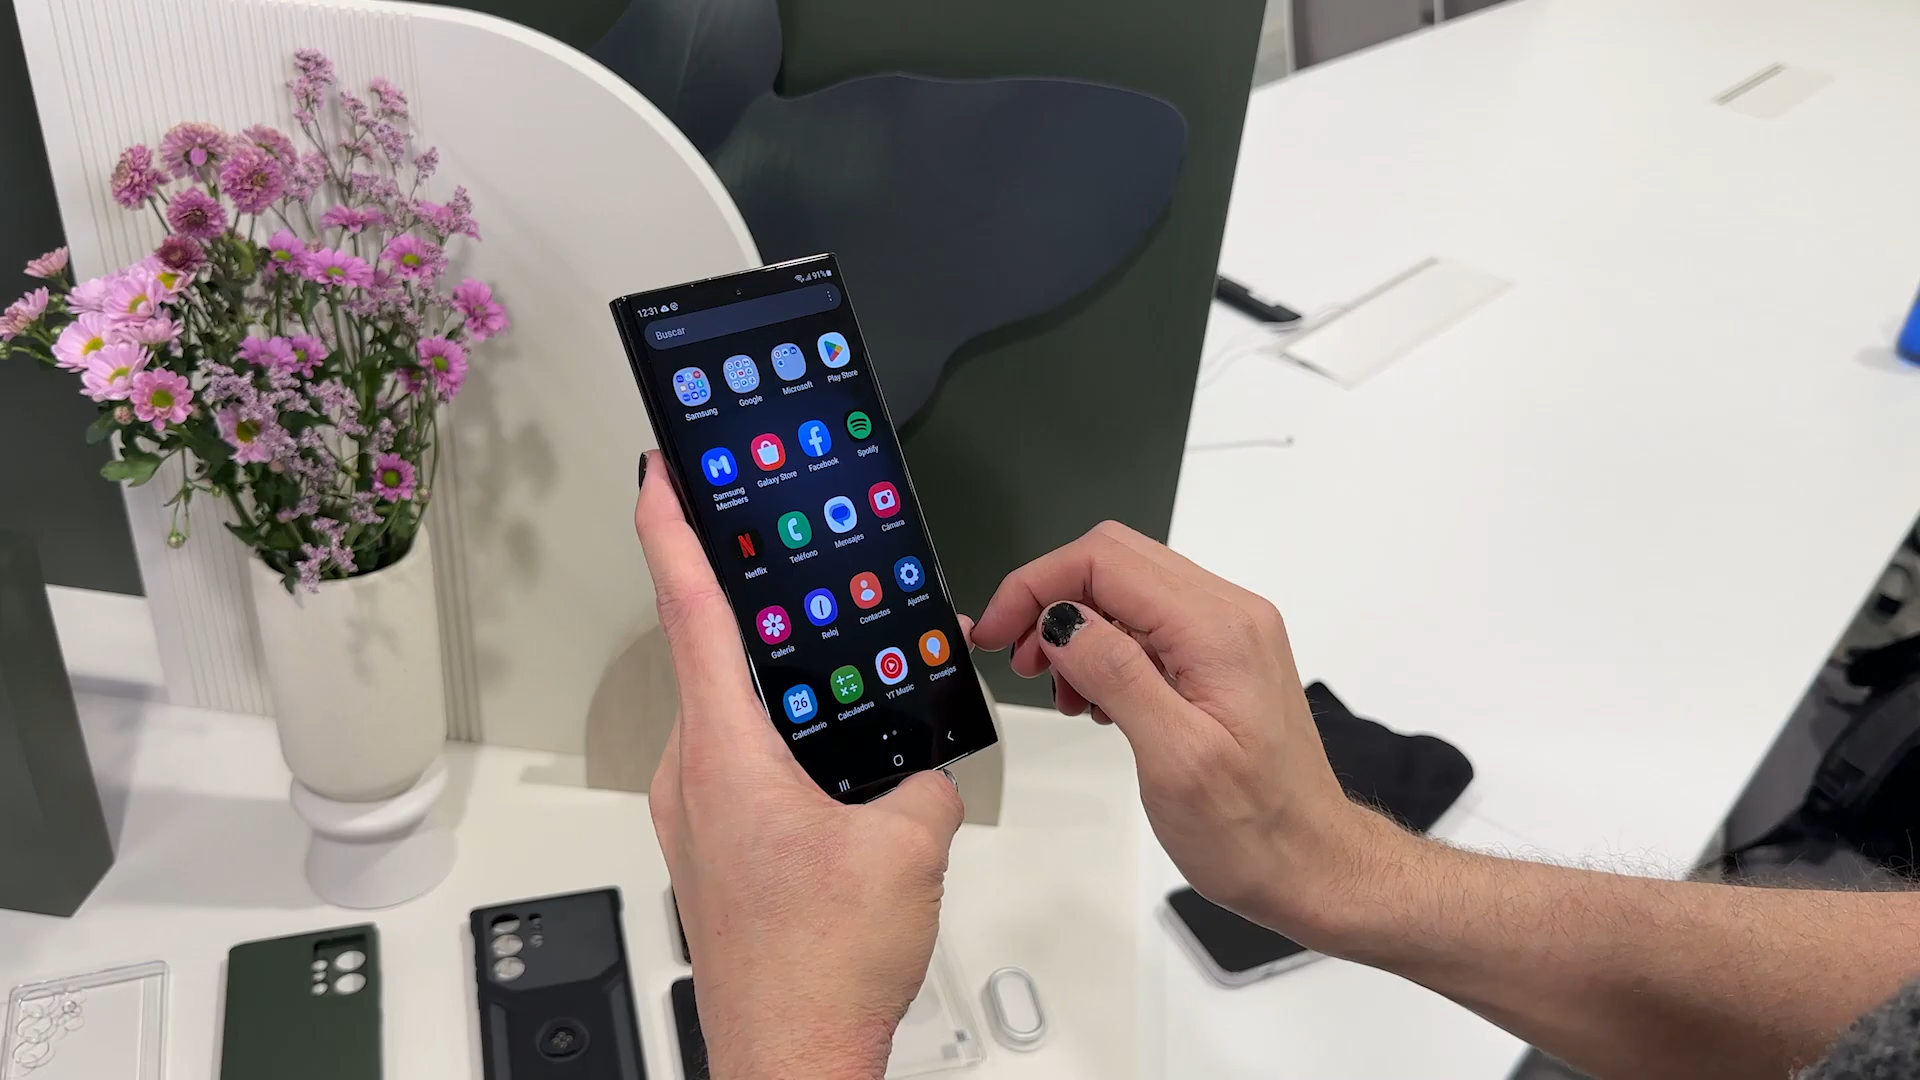 12:31
91%
Buscar
Samsung
Google
Microsoft
Play Store
Samsung
Members
Galaxy Store
Facebook
Spotify
Netflix
Teléfono
Mensajes
Cámara
Galería
Reloj
Contactos
Ajustes
26
Calendario
Calculadora
YT Music
Consejos